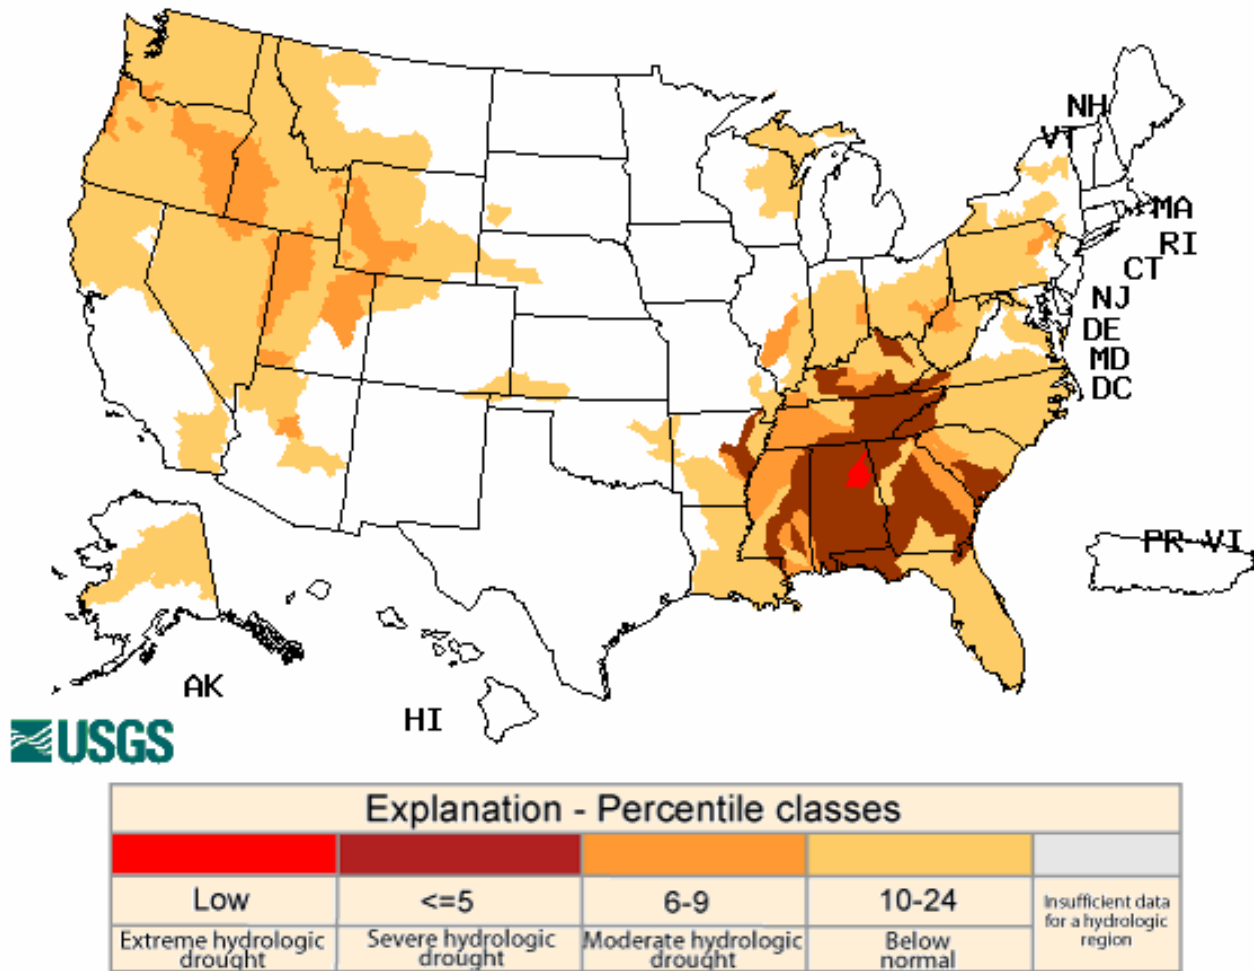 NH
VT
MA
RI
CT
NJ
DE
MD
DC
PR-VI
AK
HI
USGS
Explanation - Percentile classes
Low <=5 6-9 10-24 Insufficient data
for a hydrologic
region
Extreme hydrologic
drought
Severe hydrologic
drought
Moderate hydrologic
drought
Below
normal